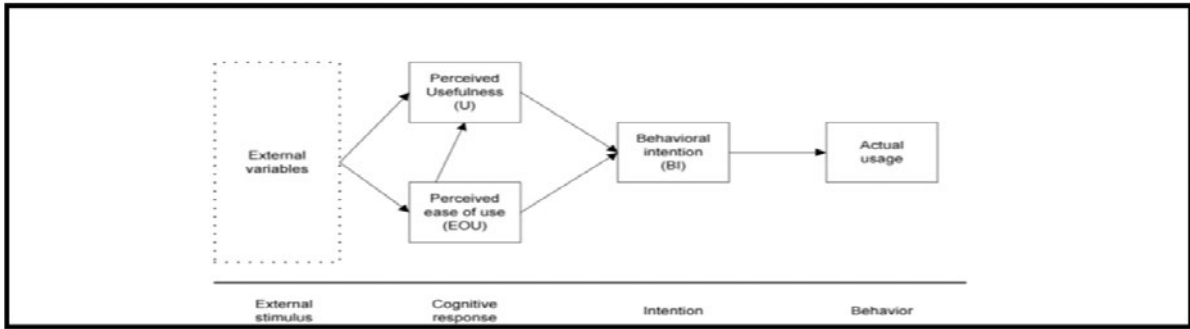 Perceived
Usefulness
(U)
External
variables
Behavioral
intention
(BI)
Actual
usage
Perceived
ease of use
(EOU)
External
stimulus
Cognitive
response
Intention
Behavior